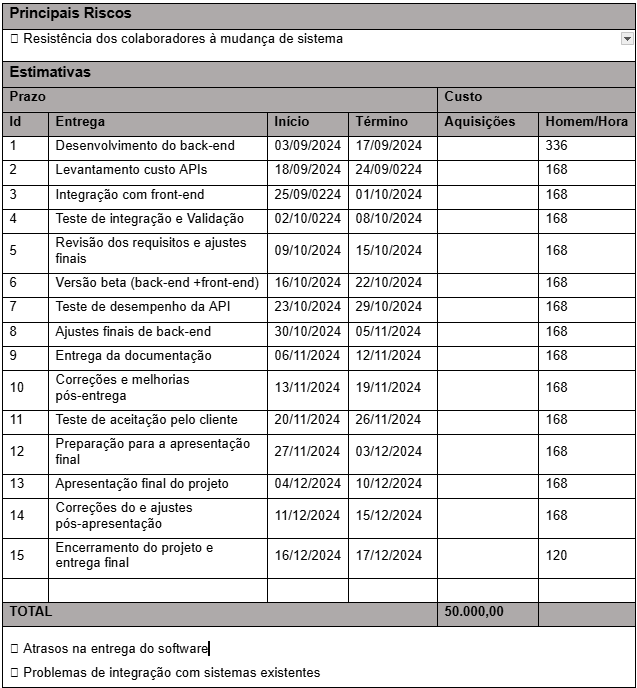 Principais Riscos
☐ Resistência dos colaboradores à mudança de sistema
Estimativas
Prazo Custo
Id Entrega Início Término Aquisições Homem/Hora
1 Desenvolvimento do back-end 03/09/2024 17/09/2024 336
2 Levantamento custo APIs 18/09/2024 24/09/0224 168
3 Integração com front-end 25/09/0224 01/10/2024 168
4 Teste de integração e Validação 02/10/0224 08/10/2024 168
5 Revisão dos requisitos e ajustes
finais 09/10/2024 15/10/2024 168
6 Versão beta (back-end +front-end) 16/10/2024 22/10/2024 168
7 Teste de desempenho da API 23/10/2024 29/10/2024 168
8 Ajustes finais de back-end 30/10/2024 05/11/2024 168
9 Entrega da documentação 06/11/2024 12/11/2024 168
10 Correções e melhorias
pós-entrega 13/11/2024 19/11/2024 168
11 Teste de aceitação pelo cliente 20/11/2024 26/11/2024 168
12 Preparação para a apresentação
final 27/11/2024 03/12/2024 168
13 Apresentação final do projeto 04/12/2024 10/12/2024 168
14 Correções do e ajustes
pós-apresentação 11/12/2024 15/12/2024 168
15 Encerramento do projeto e
entrega final 16/12/2024 17/12/2024 120
TOTAL 50.000,00
☐ Atrasos na entrega do software
☐ Problemas de integração com sistemas existentes